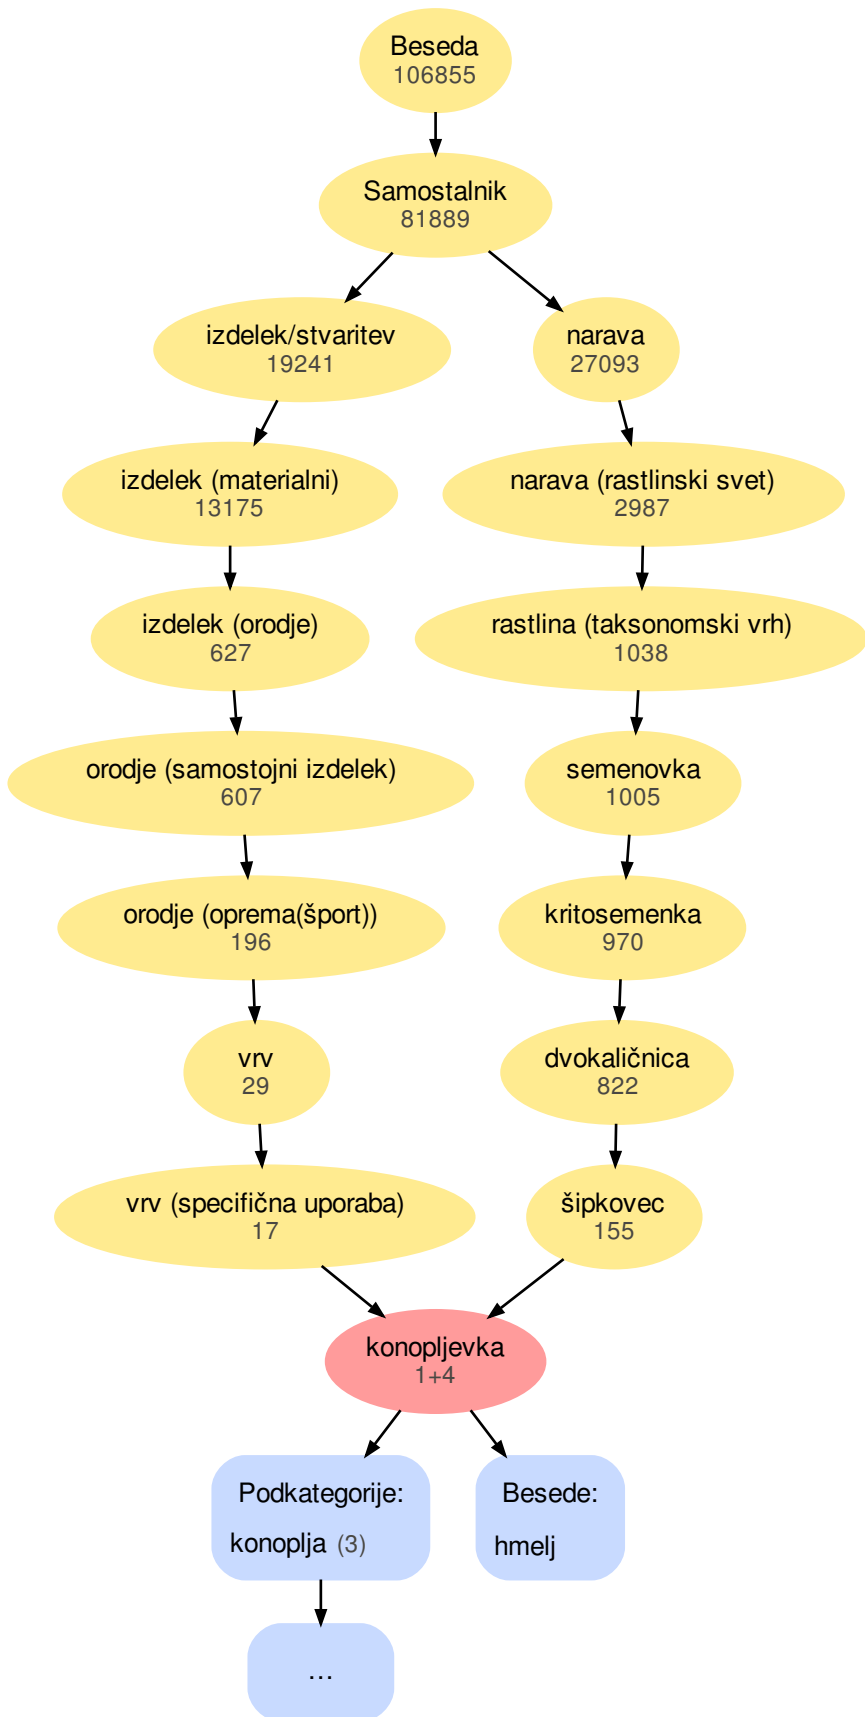 Beseda
106855
Samostalnik
81889
izdelek/stvaritev
19241
narava
27093
izdelek (materialni)
13175
narava (rastlinski svet)
2987
izdelek (orodje)
627
rastlina (taksonomski vrh)
1038
orodje (samostojni izdelek)
607
semenovka
1005
orodje (oprema(šport))
196
kritosemenka
970
vrv
29
dvokaličnica
822
vrv (specifična uporaba)
17
šipkovec
155
konopljevka
1+4
Podkategorije:
konoplja (3)
Besede:
hmelj
...